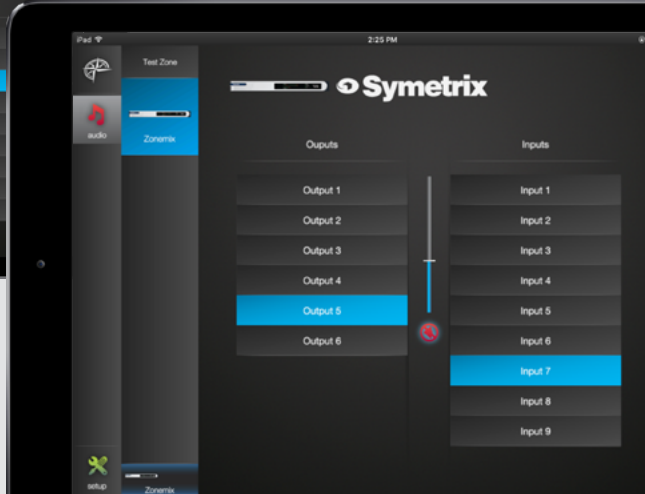 iPad
2:25 PM
Test Zone
Symetrix
audio
Zonemix
Ouputs
Inputs
Output 1
Output 2
Output 3
Output 4
Output 5
Output 6
Input 1
Input 2
Input 3
Input 4
Input 5
Input 6
Input 7
Input 8
Input 9
setup
Zonemix